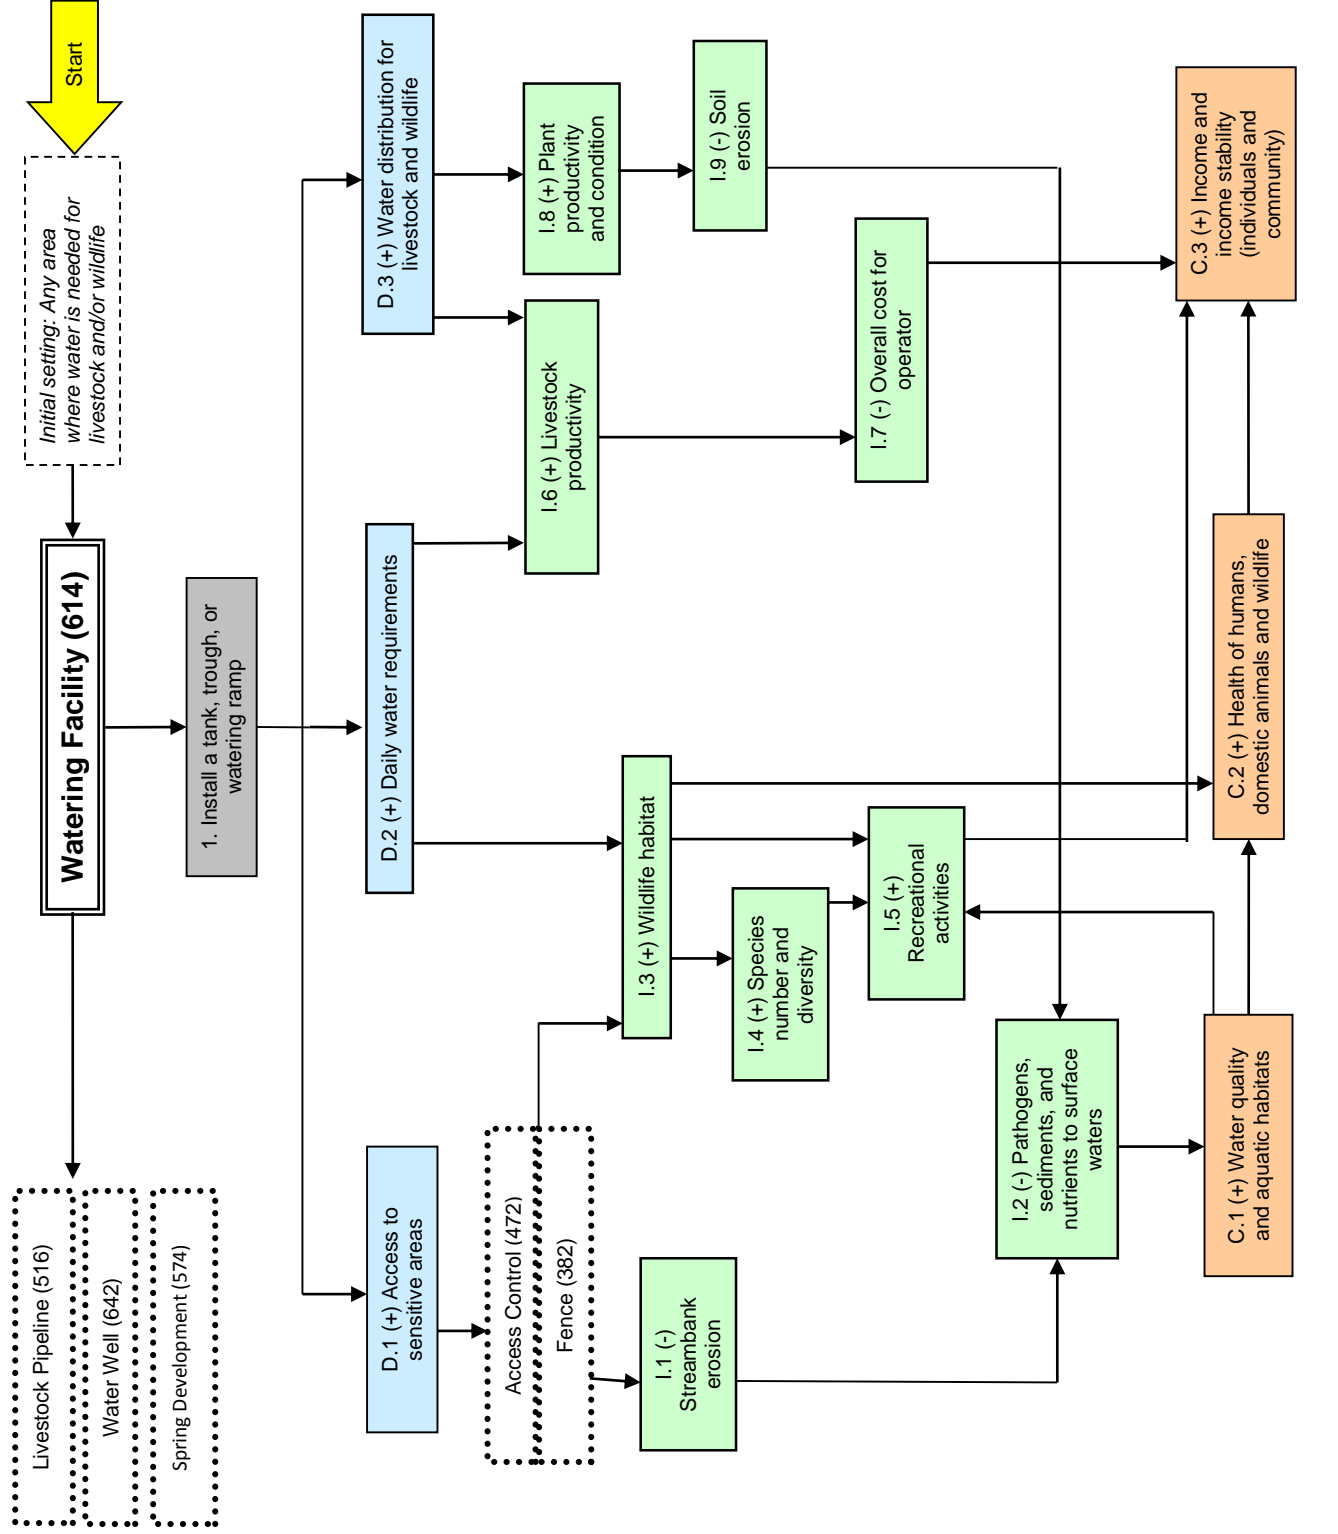 Start
Initial setting: Any area
where water is needed for
livestock and/or wildlife
Watering Facility (614)
Livestock Pipeline (516)
Water Well (642)
Spring Development (574)
1. Install a tank, trough, or
watering ramp
D.1 (+) Access to
sensitive areas
D.2 (+) Daily water requirements
D.3 (+) Water distribution for
livestock and wildlife
Access Control (472)
Fence (382)
I.1 (-)
Streambank
erosion
I.3 (+) Wildlife habitat
I.6 (+) Livestock
productivity
I.8 (+) Plant
productivity
and condition
I.4 (+) Species
number and
diversity
I.9 (-) Soil
erosion
I.5 (+)
Recreational
activities
I.7 (-) Overall cost for
operator
I.2 (-) Pathogens,
sediments, and
nutrients to surface
waters
C.1 (+) Water quality
and aquatic habitats
C.2 (+) Health of humans,
domestic animals and wildlife
C.3 (+) Income and
income stability
(individuals and
community)